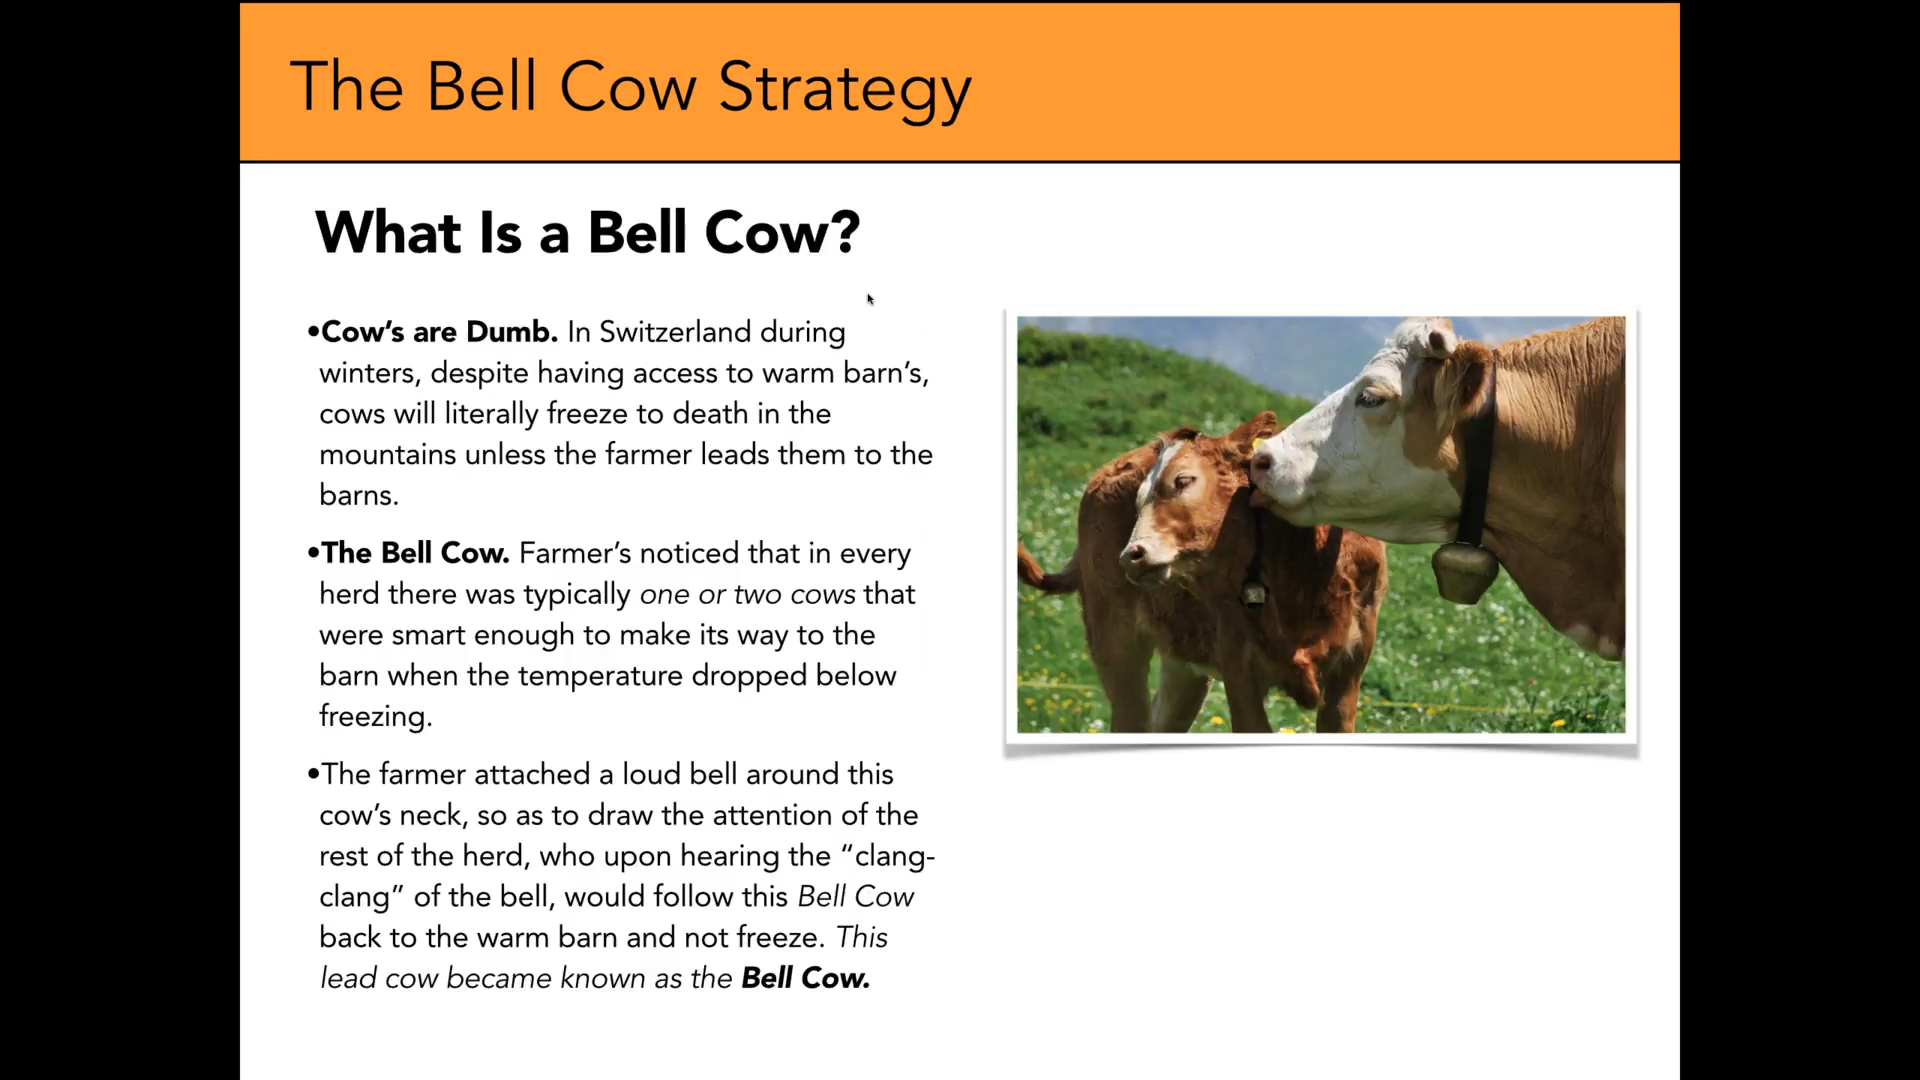 The Bell Cow Strategy
What Is a Bell Cow?
•Cow’s are Dumb. In Switzerland during
winters, despite having access to warm barn’s,
cows will literally freeze to death in the
mountains unless the farmer leads them to the
barns.
•The Bell Cow. Farmer’s noticed that in every
herd there was typically one or two cows that
were smart enough to make its way to the
barn when the temperature dropped below
freezing.
•The farmer attached a loud bell around this
cow’s neck, so as to draw the attention of the
rest of the herd, who upon hearing the “clang-
clang” of the bell, would follow this Bell Cow
back to the warm barn and not freeze. This
lead cow became known as the Bell Cow.